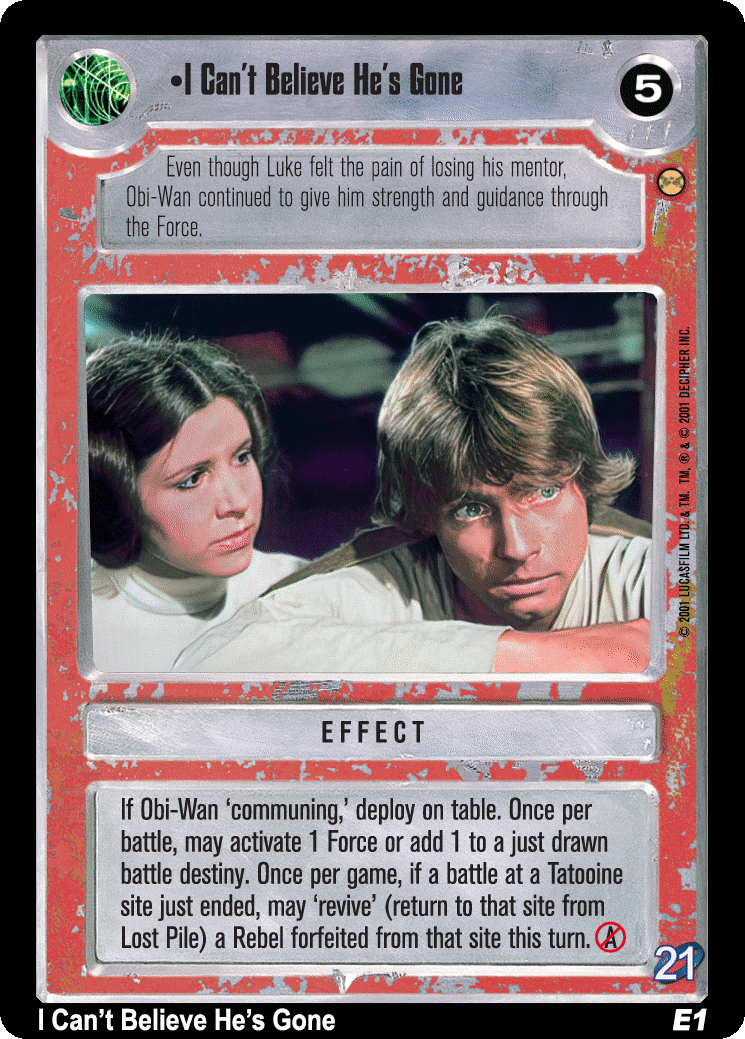 •I Can't Believe He's Gone
5
Even though Luke felt the pain of losing his mentor,
Obi-Wan continued to give him strength and guidance through
the Force.
© 2001 LUCASFILM LTD. & TM. TM, ® & © 2001 DECIPHER INC.
EFFECT
If Obi-Wan ‘communing,’ deploy on table. Once per
battle, may activate 1 Force or add 1 to a just drawn
battle destiny. Once per game, if a battle at a Tatooine
site just ended, may ‘revive’ (return to that site from
Lost Pile) a Rebel forfeited from that site this turn. A
21
I Can't Believe He's Gone
E1